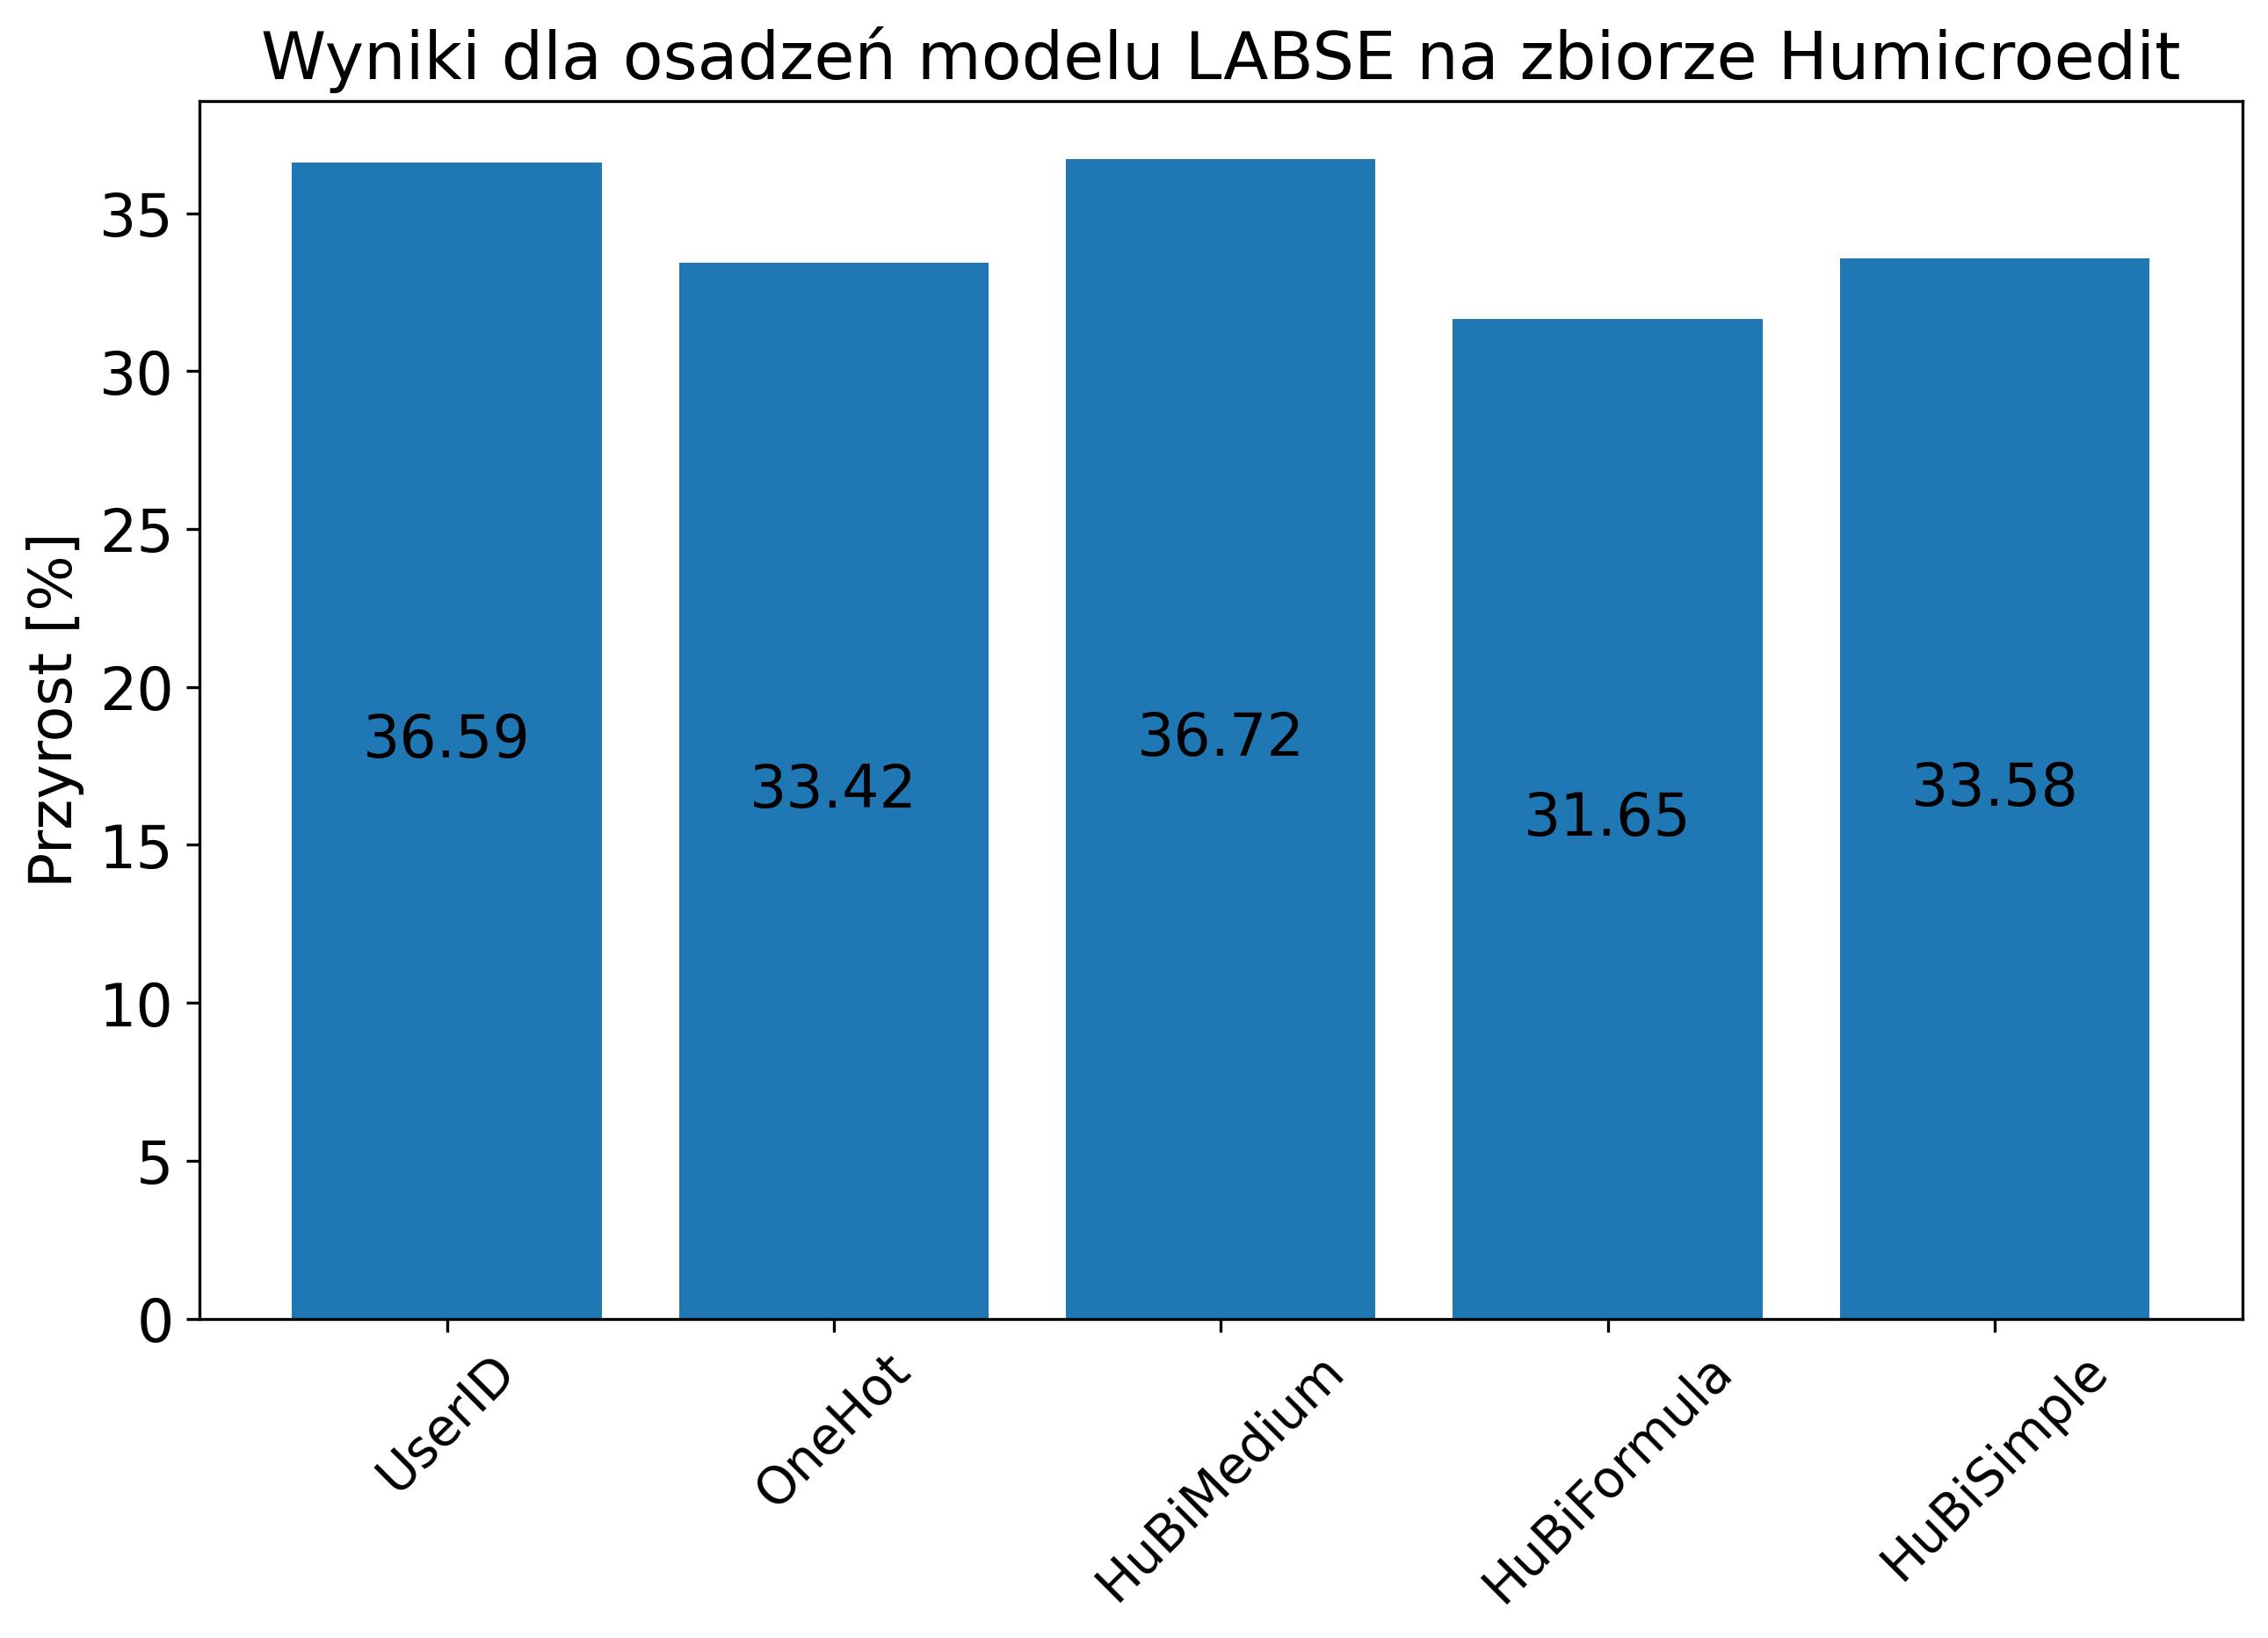 Wyniki dla osadzeń modelu LABSE na zbiorze Humicroedit
Przyrost [%]
35
30
25
20
15
10
5
0
36.59
33.42
36.72
31.65
33.58
UserID
OneHot
HuBiMedium
HuBiFormula
HuBiSimple